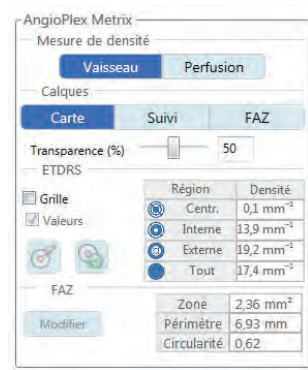 AngioPlex Metrix
Mesure de densité
Vaisseau Perfusion
Calques
Carte Suivi FAZ
Transparence (%) 50
ETDRS
Grille
Valeurs
Région Densité
Centr. 0,1 mm⁻¹
Interne 13,9 mm⁻¹
Externe 19,2 mm⁻¹
Tout 17,4 mm⁻¹
FAZ
Modifier
Zone 2,36 mm²
Périmètre 6,93 mm
Circularité 0,62